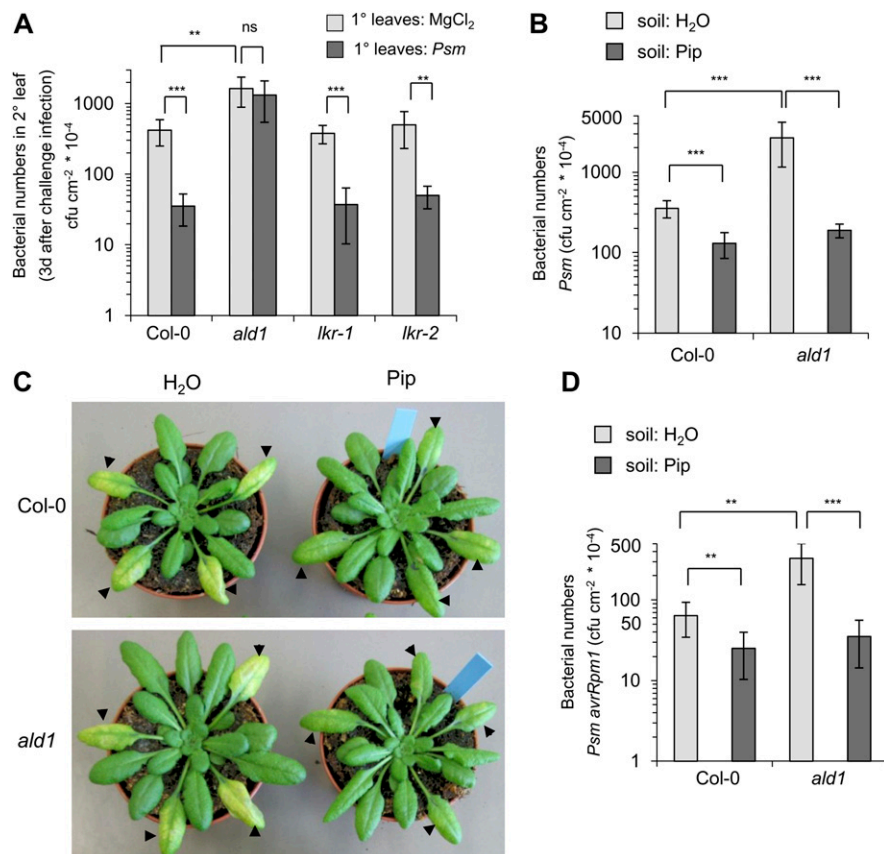 A
1° leaves: MgCl2
1° leaves: Psm
Bacterial numbers in 2° leaf
(3d after challenge infection)
cfu cm-2 * 10-4
** ns
*** *** **
1000
100
10
1
Col-0 ald1 lkr-1 lkr-2
B
soil: H2O
soil: Pip
Bacterial numbers
Psm (cfu cm-2 * 10-4)
*** ***
***
5000
1000
100
10
Col-0 ald1
C
H2O Pip
Col-0
ald1
D
soil: H2O
soil: Pip
Bacterial numbers
Psm avrRpm1 (cfu cm-2 * 10-4)
** ***
**
500
100
50
10
1
Col-0 ald1